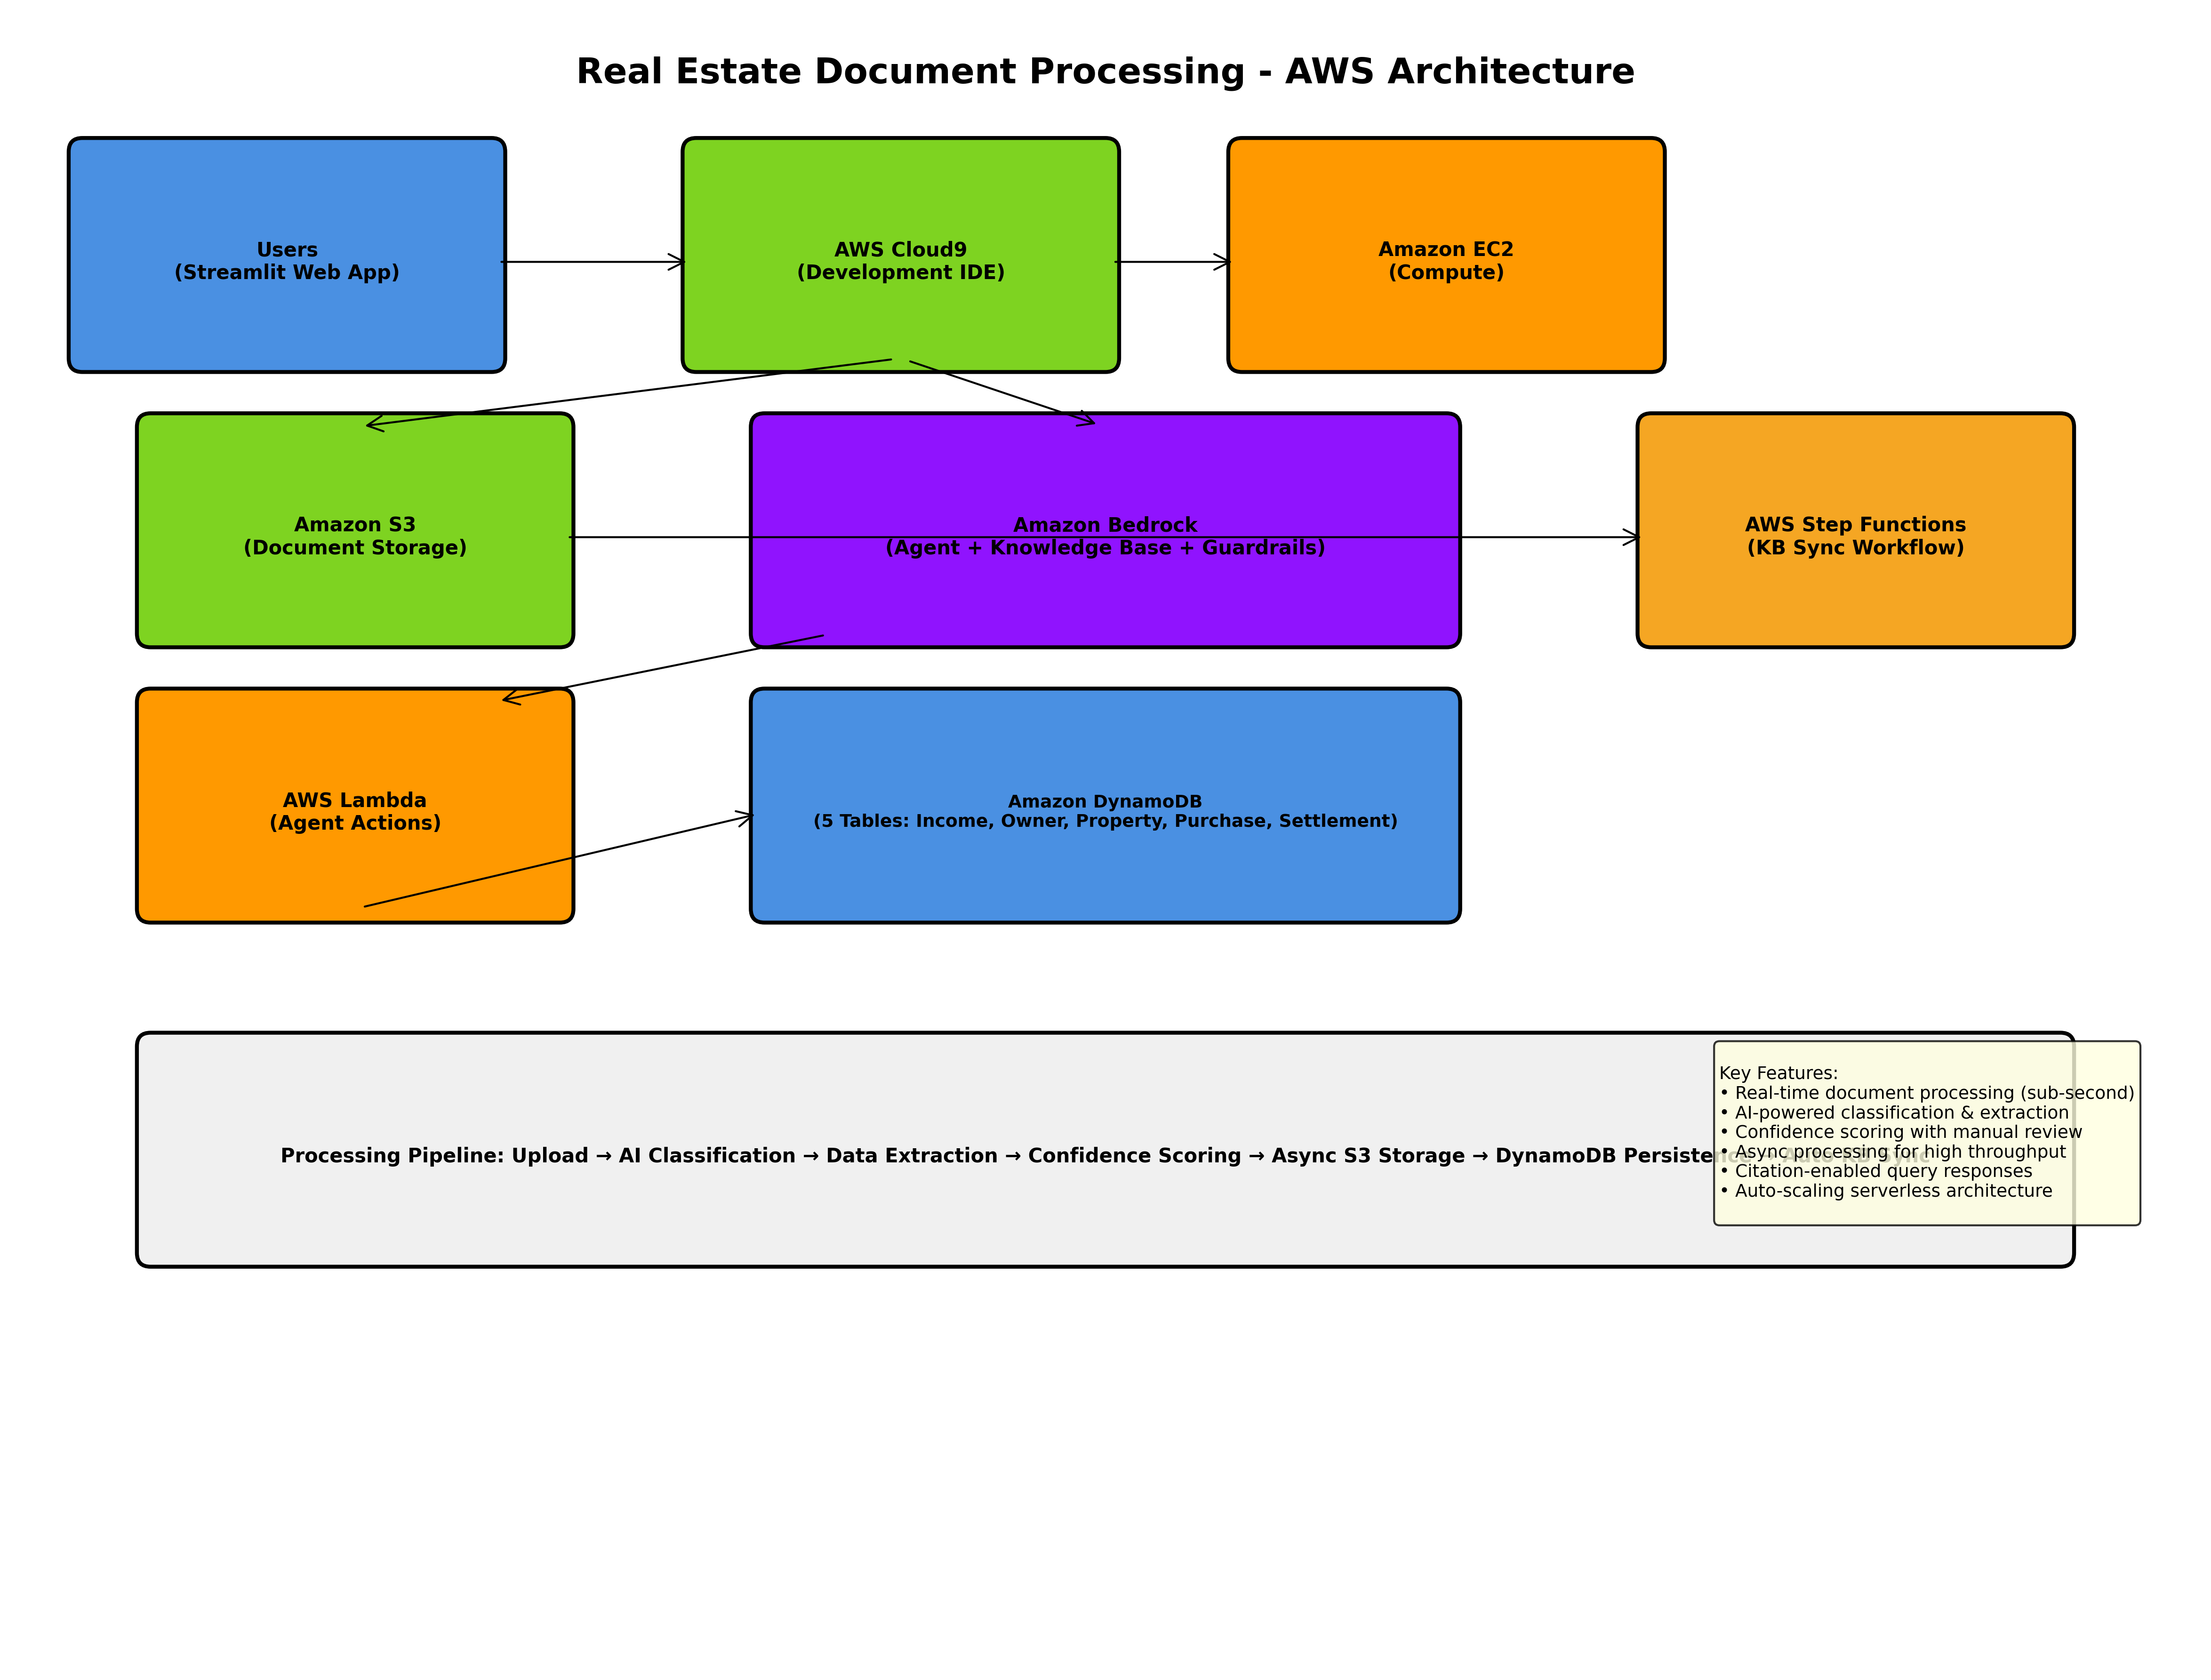 Real Estate Document Processing - AWS Architecture
Users
(Streamlit Web App)
AWS Cloud9
(Development IDE)
Amazon EC2
(Compute)
Amazon S3
(Document Storage)
Amazon Bedrock
(Agent + Knowledge Base + Guardrails)
AWS Step Functions
(KB Sync Workflow)
AWS Lambda
(Agent Actions)
Amazon DynamoDB
(5 Tables: Income, Owner, Property, Purchase, Settlement)
Processing Pipeline: Upload → AI Classification → Data Extraction → Confidence Scoring → Async S3 Storage → DynamoDB Persistence → Auto KB Sync
Key Features:
• Real-time document processing (sub-second)
• AI-powered classification & extraction
• Confidence scoring with manual review
• Async processing for high throughput
• Citation-enabled query responses
• Auto-scaling serverless architecture